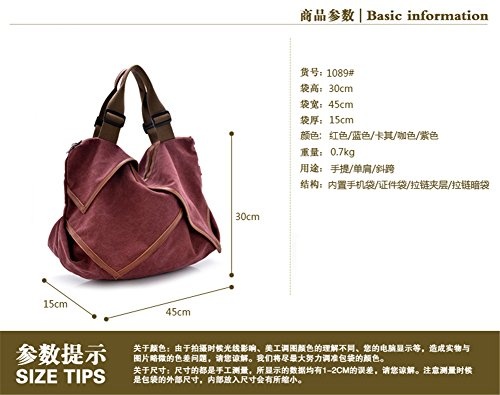 商品参数 | Basic information
货号: 1089#
袋高: 30cm
袋宽: 45cm
袋厚: 15cm
颜色: 红色/蓝色/卡其/咖色/紫色
重量: 0.7kg
用途: 手提/单肩/斜跨
结构: 内置手机袋/证件袋/拉链夹层/拉链暗袋
30cm
15cm
45cm
参数提示
SIZE TIPS
关于颜色: 由于拍摄时光线影响、美工调图颜色的理解不同、您的电脑显示等，造成实物与
图片略微的色差问题，请您谅解。我们将尽最大努力调准包袋的颜色。
关于尺寸: 尺寸的都是手工测量，所显示的数据均有1-2CM的误差，请您谅解。注意测量时候
是包袋的外部尺寸，内部放入尺寸会有所缩小。